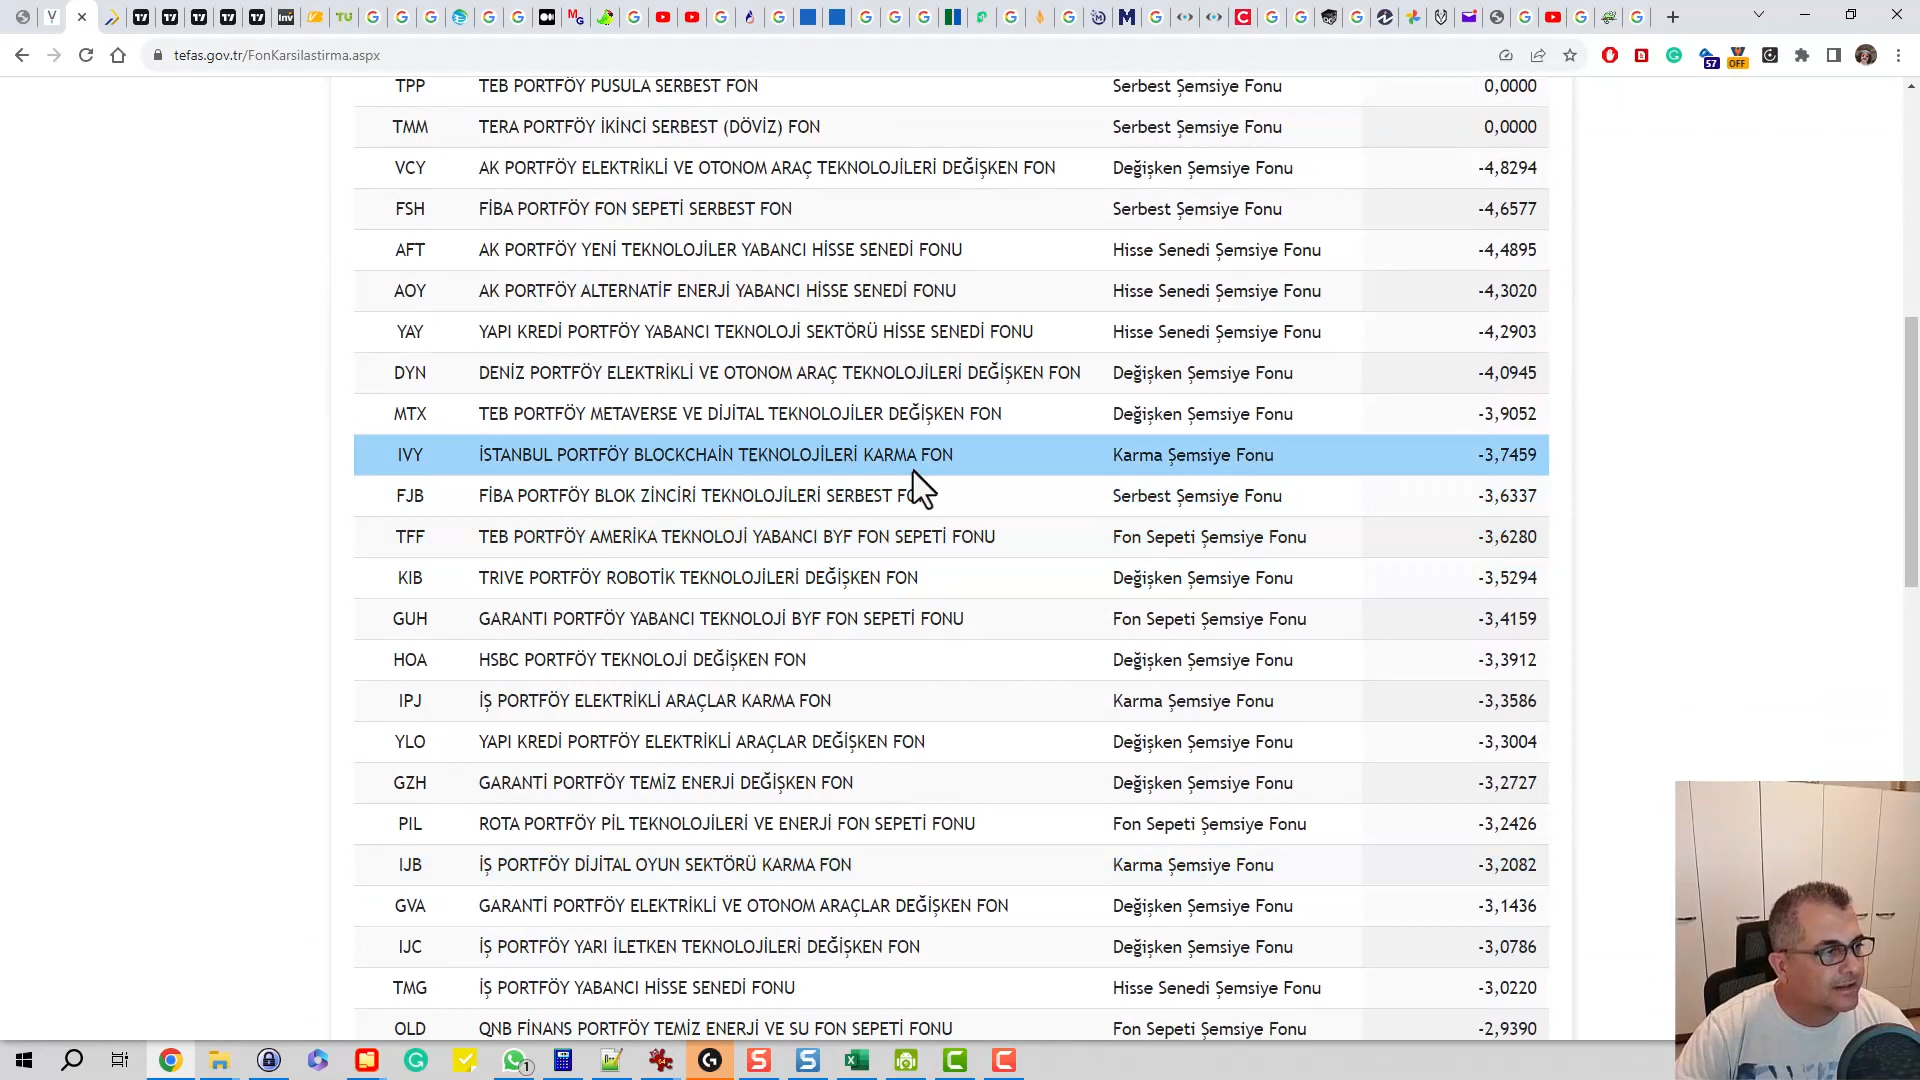 tefas.gov.tr/FonKarsilastirma.aspx
57
OFF
TPP TEB PORTFÖY PUSULA SERBEST FON Serbest Şemsiye Fonu 0,0000
TMM TERA PORTFÖY İKİNCİ SERBEST (DÖVİZ) FON Serbest Şemsiye Fonu 0,0000
VCY AK PORTFÖY ELEKTRİKLİ VE OTONOM ARAÇ TEKNOLOJİLERİ DEĞİŞKEN FON Değişken Şemsiye Fonu -4,8294
FSH FİBA PORTFÖY FON SEPETİ SERBEST FON Serbest Şemsiye Fonu -4,6577
AFT AK PORTFÖY YENİ TEKNOLOJİLER YABANCI HİSSE SENEDİ FONU Hisse Senedi Şemsiye Fonu -4,4895
AOY AK PORTFÖY ALTERNATİF ENERJİ YABANCI HİSSE SENEDİ FONU Hisse Senedi Şemsiye Fonu -4,3020
YAY YAPI KREDİ PORTFÖY YABANCI TEKNOLOJİ SEKTÖRÜ HİSSE SENEDİ FONU Hisse Senedi Şemsiye Fonu -4,2903
DYN DENİZ PORTFÖY ELEKTRİKLİ VE OTONOM ARAÇ TEKNOLOJİLERİ DEĞİŞKEN FON Değişken Şemsiye Fonu -4,0945
MTX TEB PORTFÖY METAVERSE VE DİJİTAL TEKNOLOJİLER DEĞİŞKEN FON Değişken Şemsiye Fonu -3,9052
IVY İSTANBUL PORTFÖY BLOCKCHAİN TEKNOLOJİLERİ KARMA FON Karma Şemsiye Fonu -3,7459
FJB FİBA PORTFÖY BLOK ZİNCİRİ TEKNOLOJİLERİ SERBEST Serbest Şemsiye Fonu -3,6337
TFF TEB PORTFÖY AMERİKA TEKNOLOJİ YABANCI BYF FON SEPETİ FONU Fon Sepeti Şemsiye Fonu -3,6280
KIB TRIVE PORTFÖY ROBOTİK TEKNOLOJİLERİ DEĞİŞKEN FON Değişken Şemsiye Fonu -3,5294
GUH GARANTI PORTFÖY YABANCI TEKNOLOJİ BYF FON SEPETİ FONU Fon Sepeti Şemsiye Fonu -3,4159
HOA HSBC PORTFÖY TEKNOLOJİ DEĞİŞKEN FON Değişken Şemsiye Fonu -3,3912
IPJ İŞ PORTFÖY ELEKTRİKLİ ARAÇLAR KARMA FON Karma Şemsiye Fonu -3,3586
YLO YAPI KREDİ PORTFÖY ELEKTRİKLİ ARAÇLAR DEĞİŞKEN FON Değişken Şemsiye Fonu -3,3004
GZH GARANTİ PORTFÖY TEMİZ ENERJİ DEĞİŞKEN FON Değişken Şemsiye Fonu -3,2727
PIL ROTA PORTFÖY PİL TEKNOLOJİLERİ VE ENERJİ FON SEPETİ FONU Fon Sepeti Şemsiye Fonu -3,2426
IJB İŞ PORTFÖY DİJİTAL OYUN SEKTÖRÜ KARMA FON Karma Şemsiye Fonu -3,2082
GVA GARANTİ PORTFÖY ELEKTRİKLİ VE OTONOM ARAÇLAR DEĞİŞKEN FON Değişken Şemsiye Fonu -3,1436
IJC İŞ PORTFÖY YARI İLETKEN TEKNOLOJİLERİ DEĞİŞKEN FON Değişken Şemsiye Fonu -3,0786
TMG İŞ PORTFÖY YABANCI HİSSE SENEDİ FONU Hisse Senedi Şemsiye Fonu -3,0220
OLD QNB FİNANS PORTFÖY TEMİZ ENERJİ VE SU FON SEPETİ FONU Fon Sepeti Şemsiye Fonu -2,9390